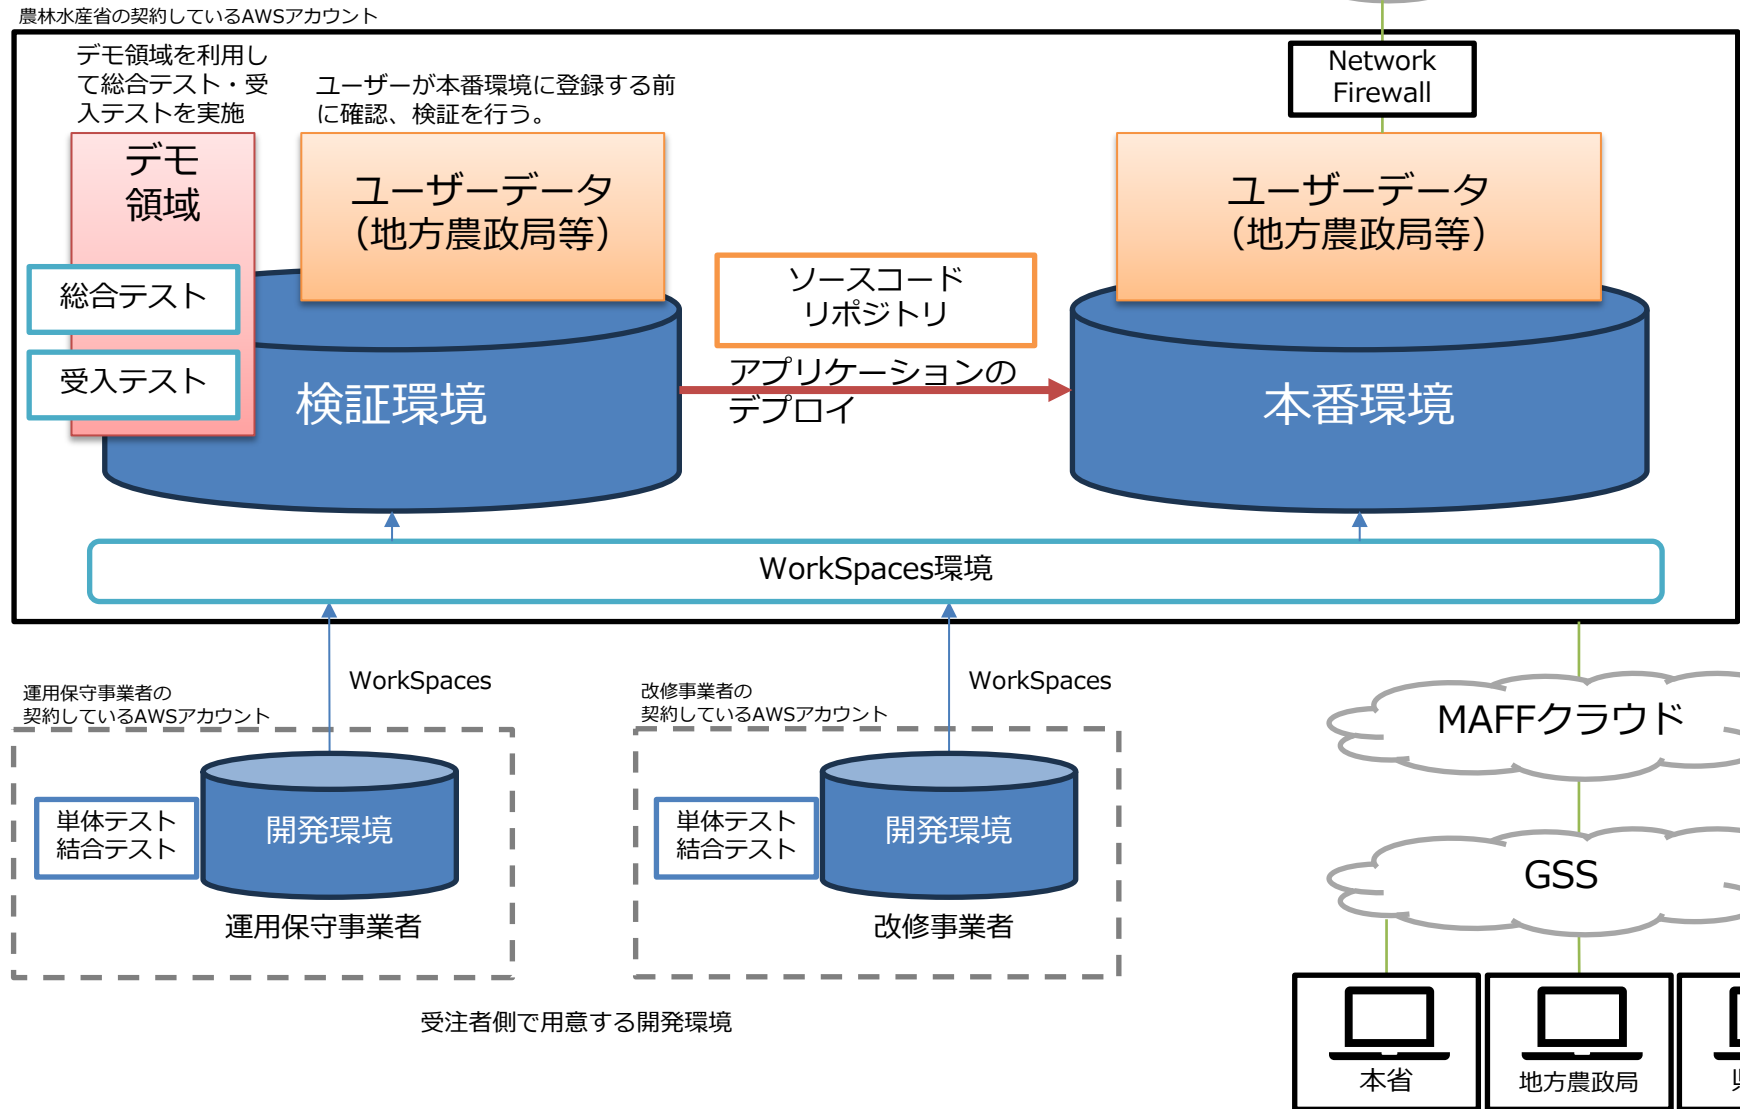 農林水産省の契約しているAWSアカウント
デモ領域を利用し
て総合テスト・受
入テストを実施
ユーザーが本番環境に登録する前
に確認、検証を行う。
Network
Firewall
デモ
領域
ユーザーデータ
（地方農政局等）
ユーザーデータ
（地方農政局等）
総合テスト
受入テスト
ソースコード
リポジトリ
アプリケーションの
デプロイ
検証環境
本番環境
WorkSpaces環境
運用保守事業者の
契約しているAWSアカウント
WorkSpaces
改修事業者の
契約しているAWSアカウント
WorkSpaces
MAFFクラウド
単体テスト
結合テスト
開発環境
運用保守事業者
単体テスト
結合テスト
開発環境
改修事業者
GSS
受注者側で用意する開発環境
本省
地方農政局